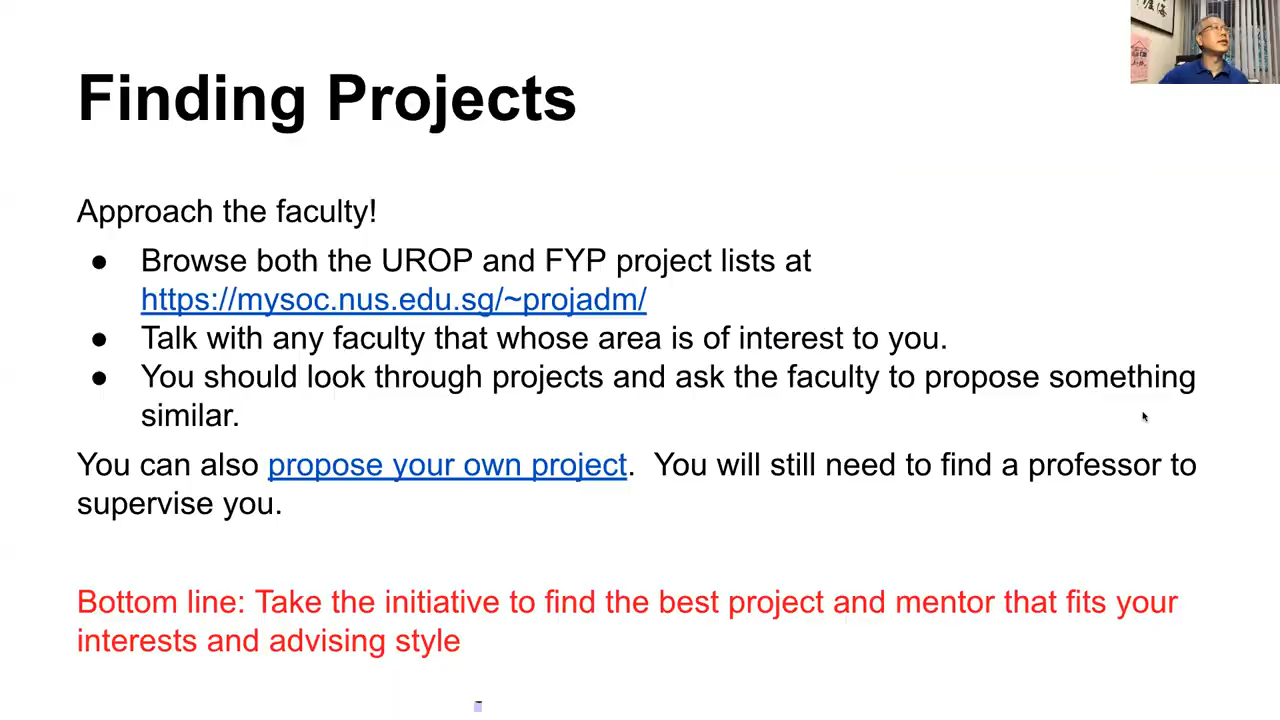 Finding Projects
Approach the faculty!
● Browse both the UROP and FYP project lists at
https://mysoc.nus.edu.sg/~projadm/
● Talk with any faculty that whose area is of interest to you.
● You should look through projects and ask the faculty to propose something
similar.
You can also propose your own project. You will still need to find a professor to
supervise you.
Bottom line: Take the initiative to find the best project and mentor that fits your
interests and advising style